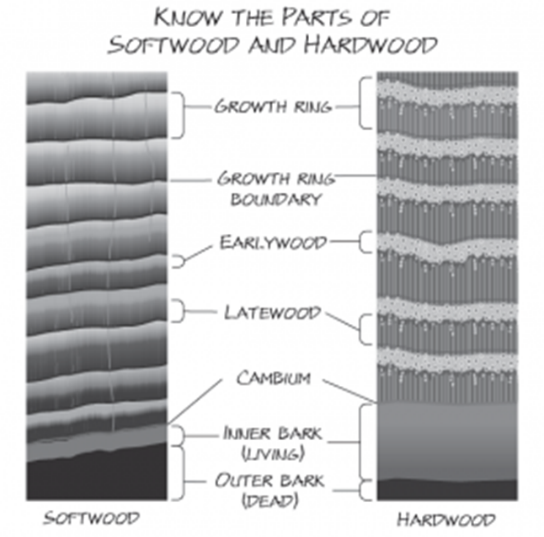 KNOW THE PARTS OF
SOFTWOOD AND HARDWOOD
GROWTH RING
GROWTH RING
BOUNDARY
EARLYWOOD
LATEWOOD
CAMBIUM
INNER BARK
(LIVING)
OUTER BARK
(DEAD)
SOFTWOOD
HARDWOOD